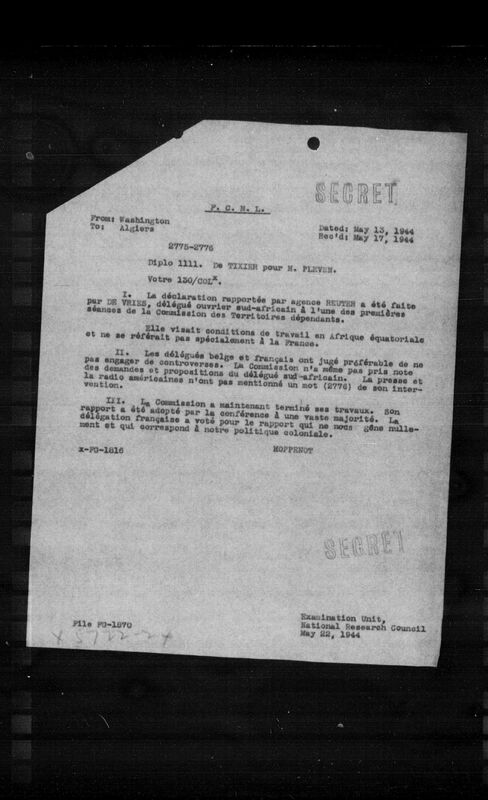 SECRET
F. C. N. L.
From: Washington
To: Algiers
Dated: May 13, 1944
Rec'd: May 17, 1944
2775-2776
Diplo 1111. De TIXIER pour M. PLEVEN.
Votre 150/COLx.
I. La déclaration rapportée par agence REUTER a été faite
par DE VRIES, délégué ouvrier sud-africain à l'une des premières
séances de la Commission des Territoires dépendants.
Elle visait conditions de travail en Afrique équatoriale
et ne se référait pas spécialement à la France.
II. Les délégués belge et français ont jugé préférable de ne
pas engager de controverses. La Commission n'a même pas pris note
des demandes et propositions du délégué sud-africain. La presse et
la radio américaines n'ont pas mentionné un mot (2776) de son inter-
vention.
III. La Commission a maintenant terminé ses travaux. Son
rapport a été adopté par la conférence à une vaste majorité. La
délégation française a voté pour le rapport qui ne nous gêne nulle-
ment et qui correspond à notre politique coloniale.
x-FG-1816
HOPPENOT
SECRET
File FG-1870
Examination Unit,
National Research Council
May 22, 1944